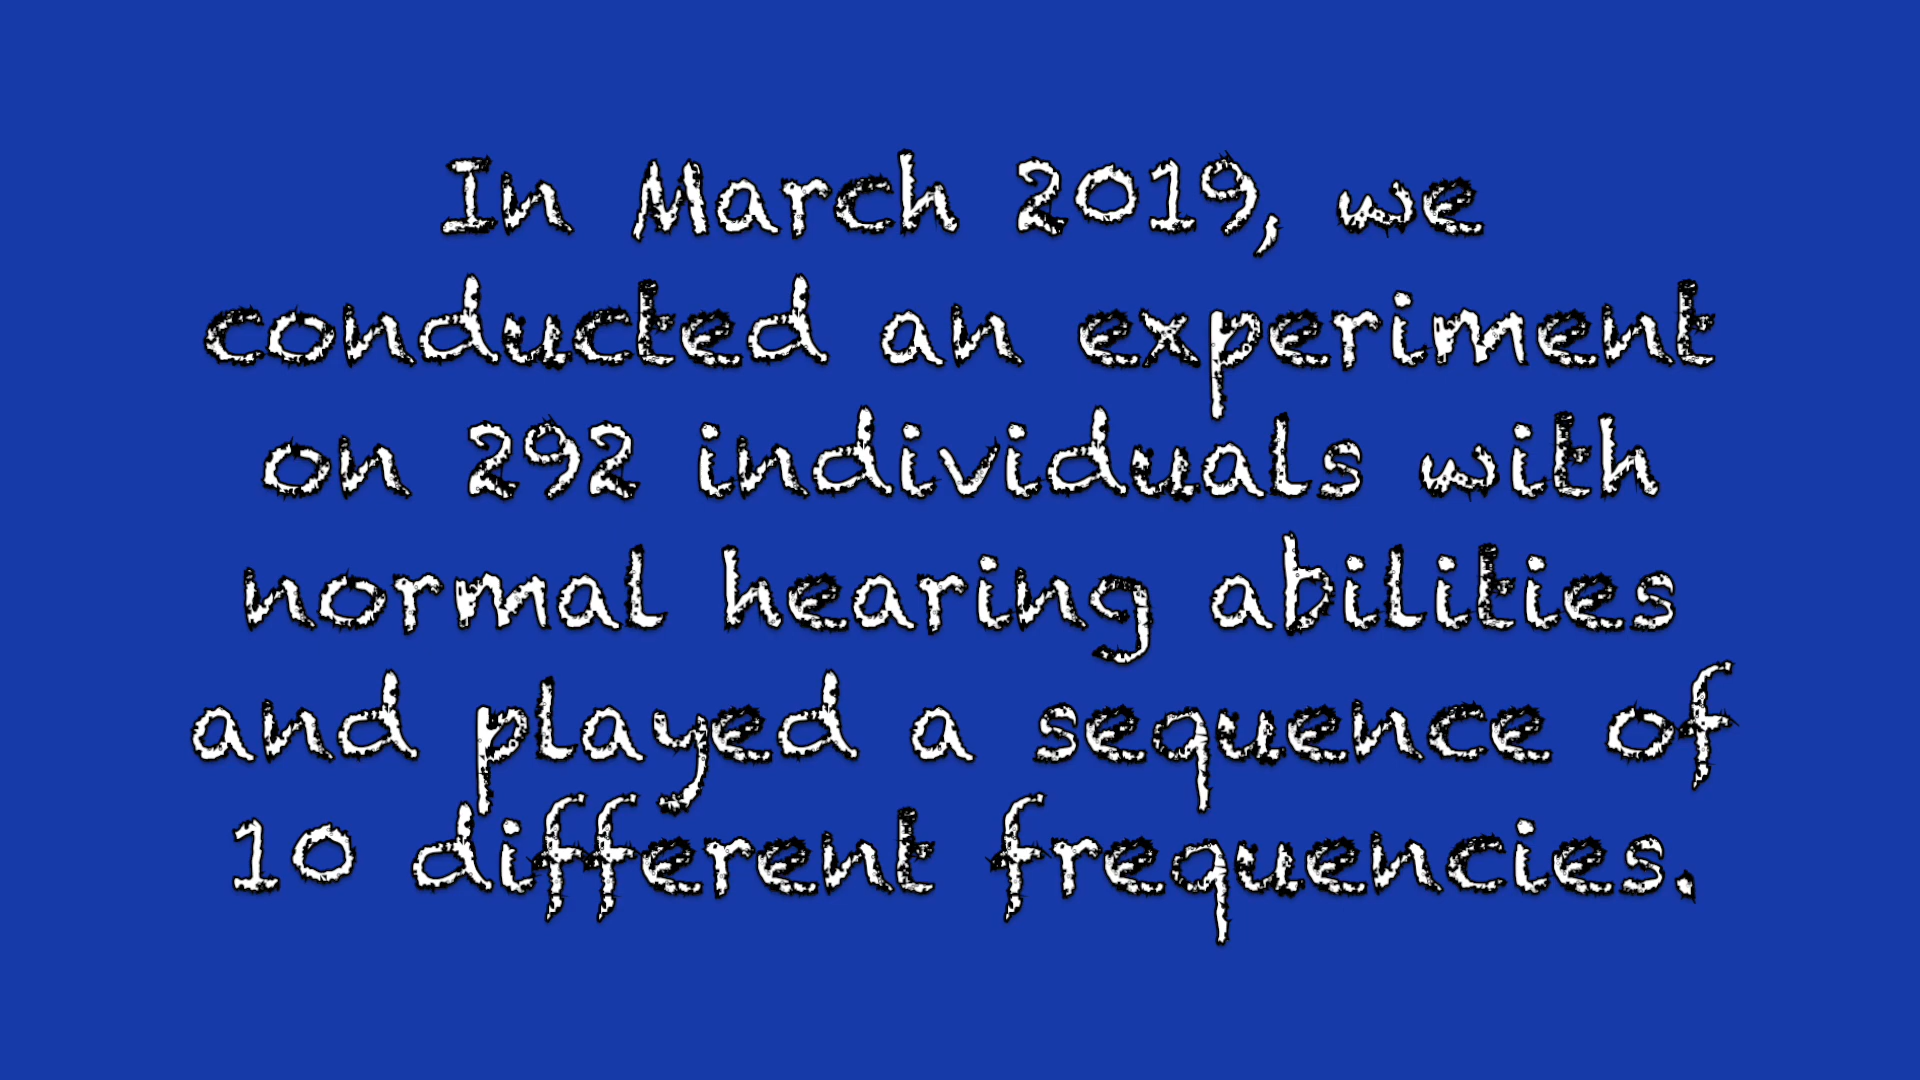 In March 2019, we
conducted an experiment
on 292 individuals with
normal hearing abilities
and played a sequence of
10 different frequencies.